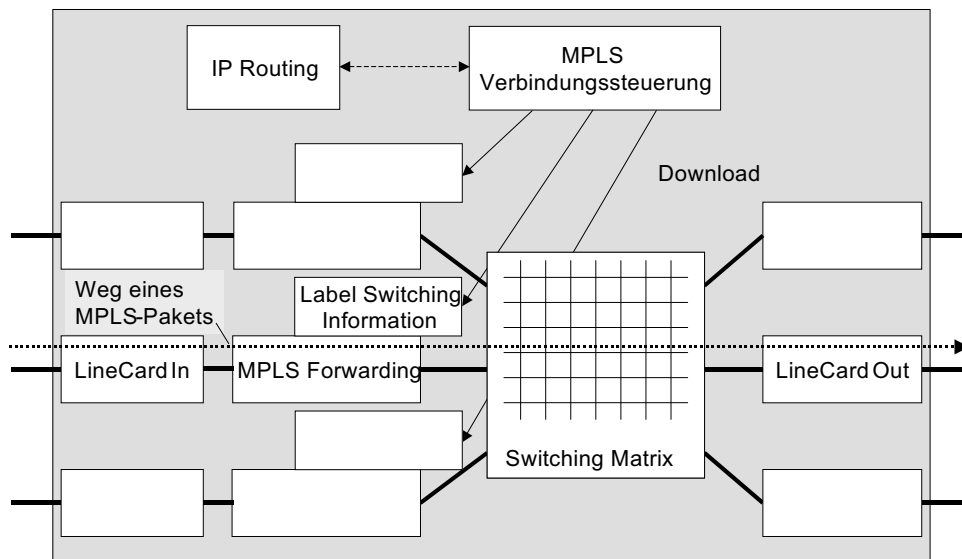 IP Routing
MPLS
Verbindungssteuerung
Download
Weg eines
MPLS-Pakets
Label Switching
Information
LineCard In
MPLS Forwarding
LineCard Out
Switching Matrix